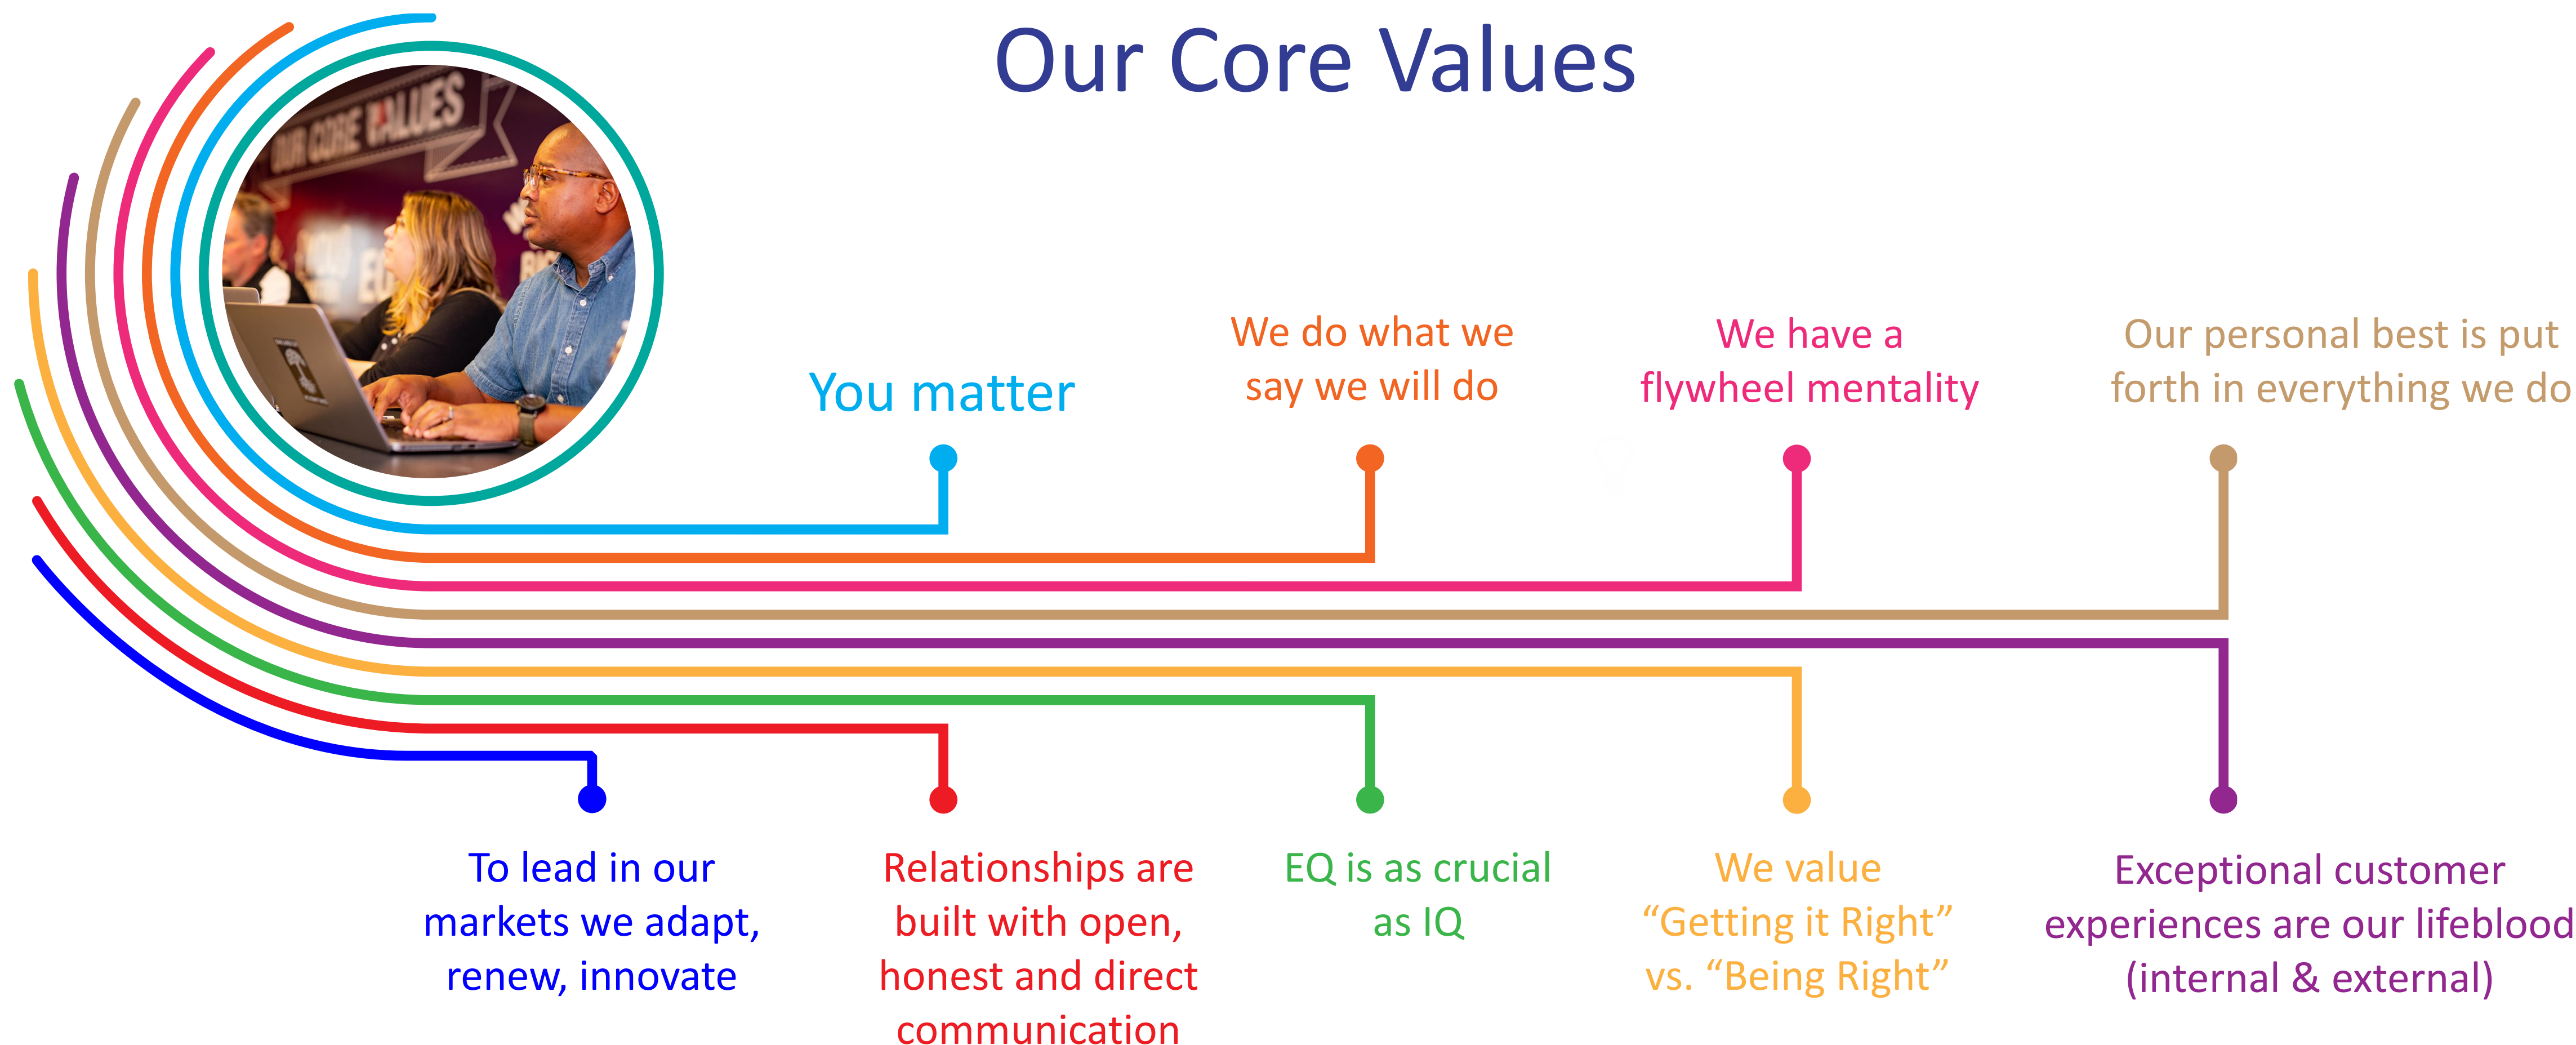 Our Core Values
OUR CORE VALUES
You matter
We do what we
say we will do
We have a
flywheel mentality
Our personal best is put
forth in everything we do
To lead in our
markets we adapt,
renew, innovate
Relationships are
built with open,
honest and direct
communication
EQ is as crucial
as IQ
We value
“Getting it Right”
vs. “Being Right”
Exceptional customer
experiences are our lifeblood
(internal & external)